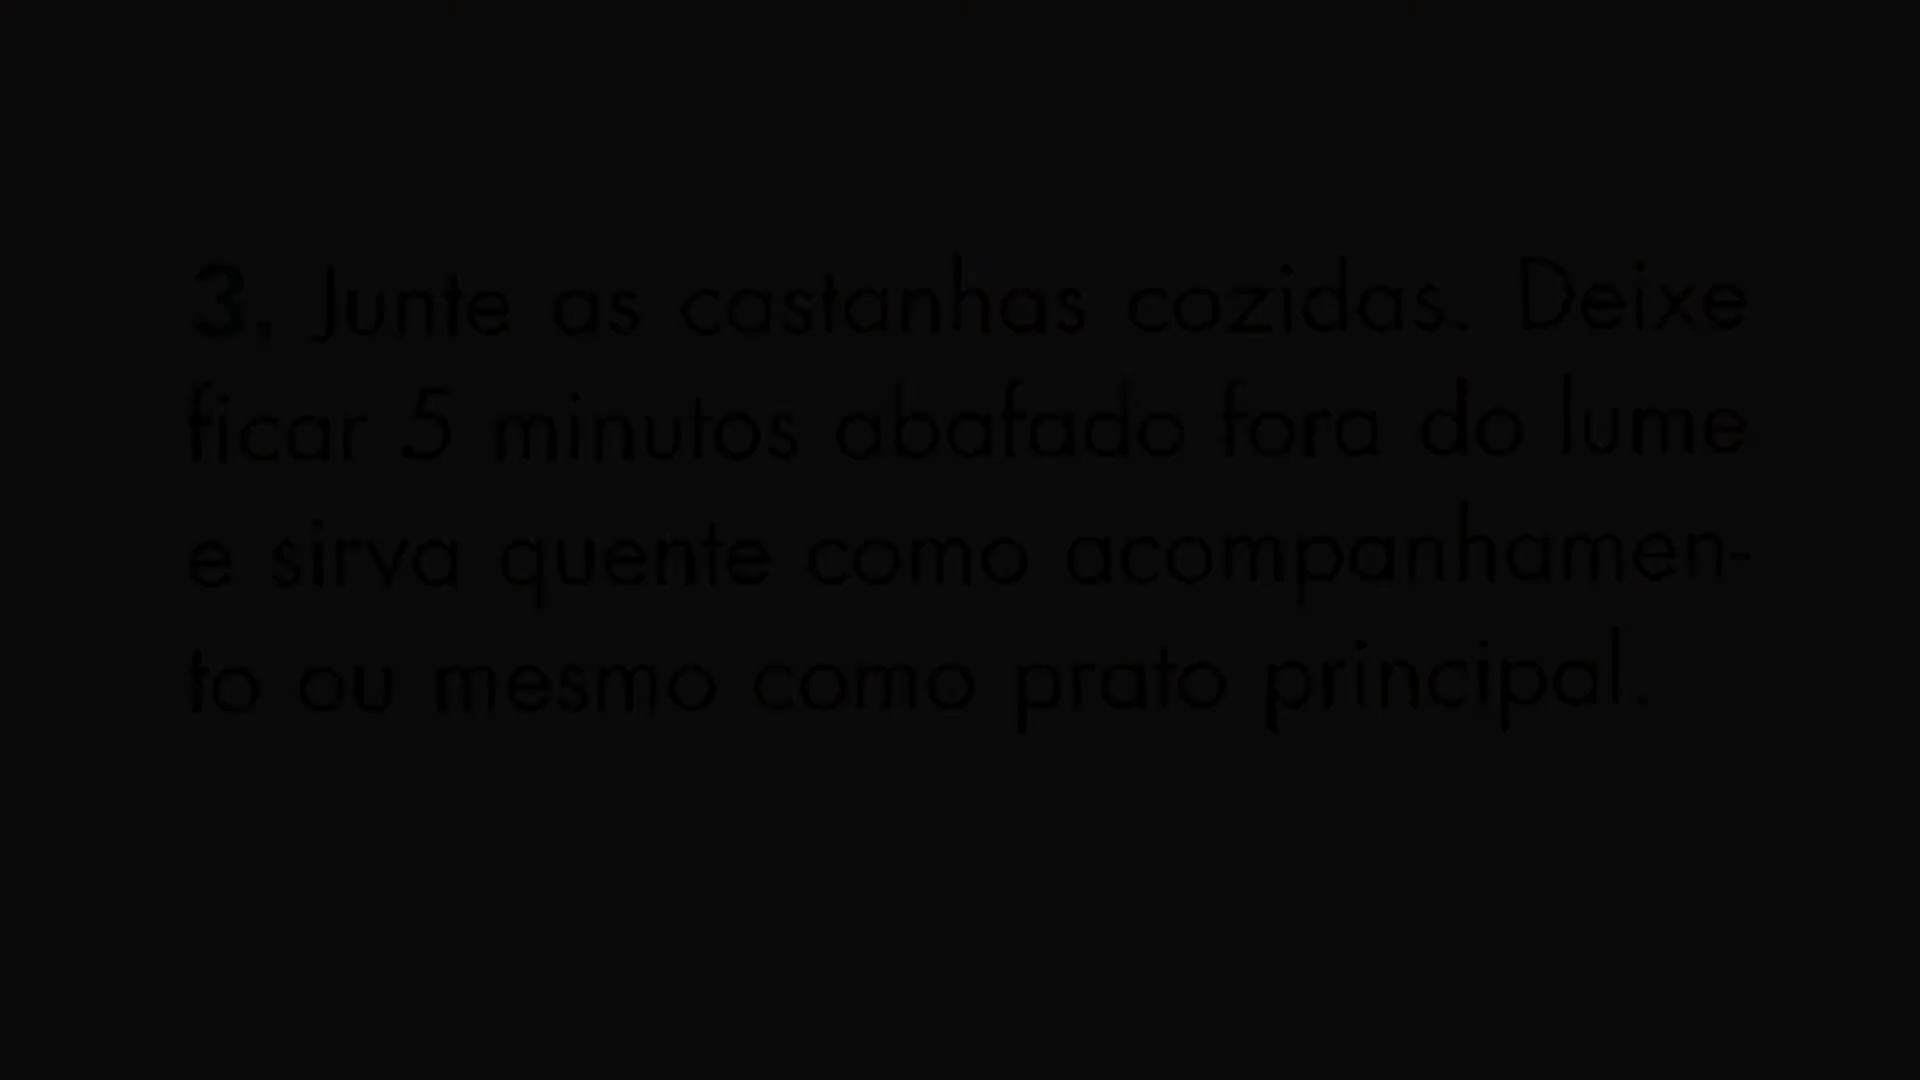 3. Junte as castanhas cozidas. Deixe
ficar 5 minutos abafado fora do lume
e sirva quente como acompanhamen-
to ou mesmo como prato principal.